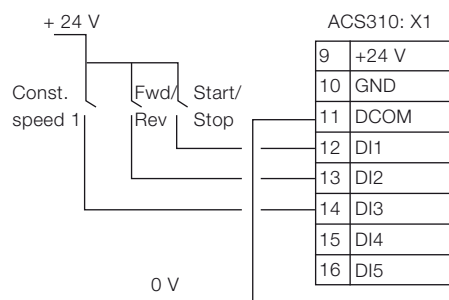 + 24 V
ACS310: X1
9 +24 V
10 GND
11 DCOM
12 DI1
13 DI2
14 DI3
15 DI4
16 DI5
Const. Fwd/ Start/
speed 1 Rev Stop
0 V